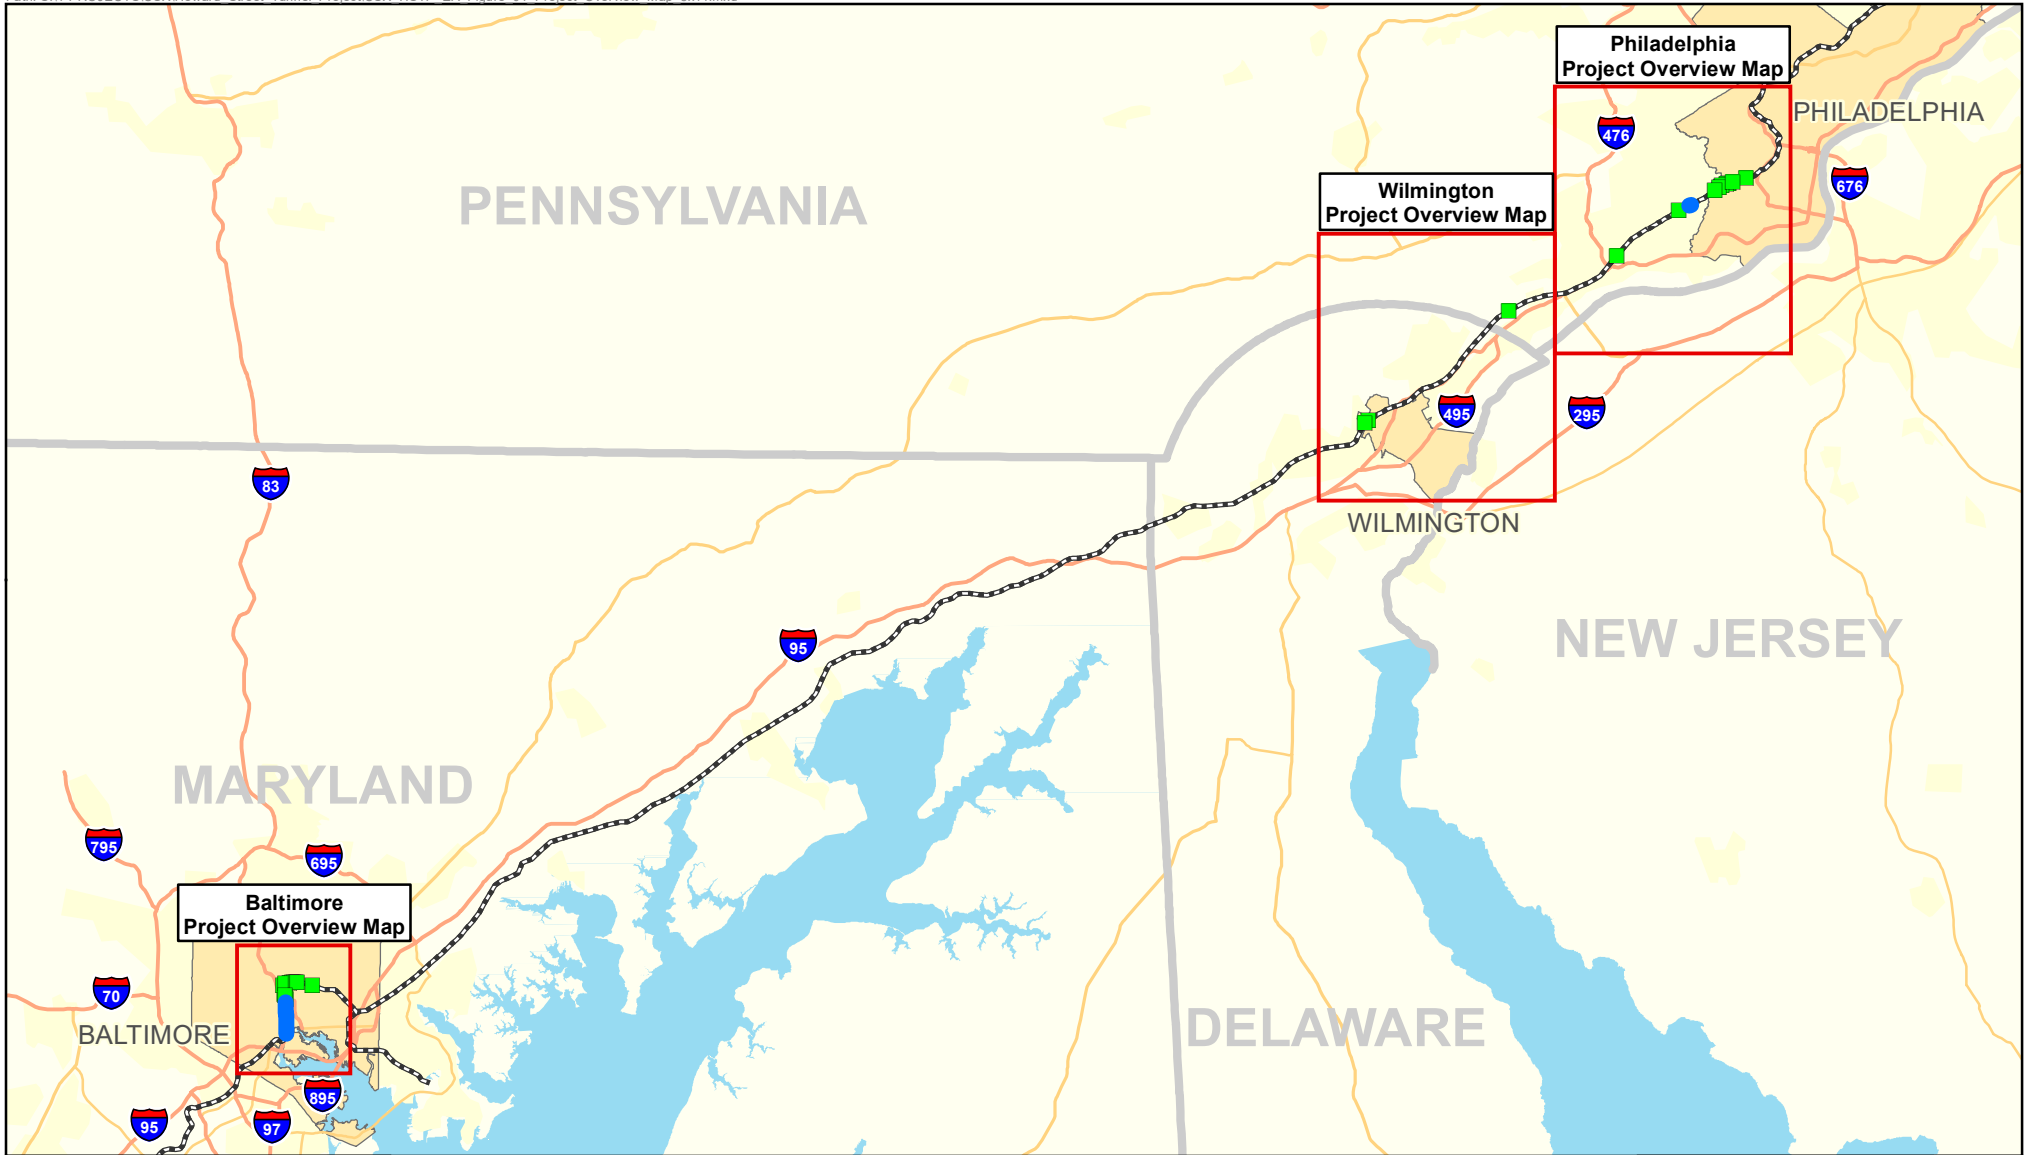 Philadelphia
Project Overview Map
PHILADELPHIA
476
676
PENNSYLVANIA
Wilmington
Project Overview Map
495
295
83
WILMINGTON
95
NEW JERSEY
MARYLAND
795
695
Baltimore
Project Overview Map
70
BALTIMORE
DELAWARE
895
95
97